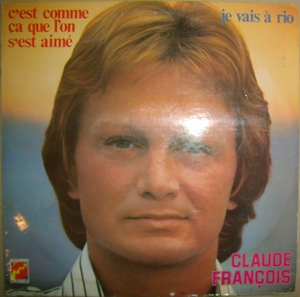 c'est comme
ça que l'on
s'est aimé
je vais à rio
CLAUDE
FRANÇOIS